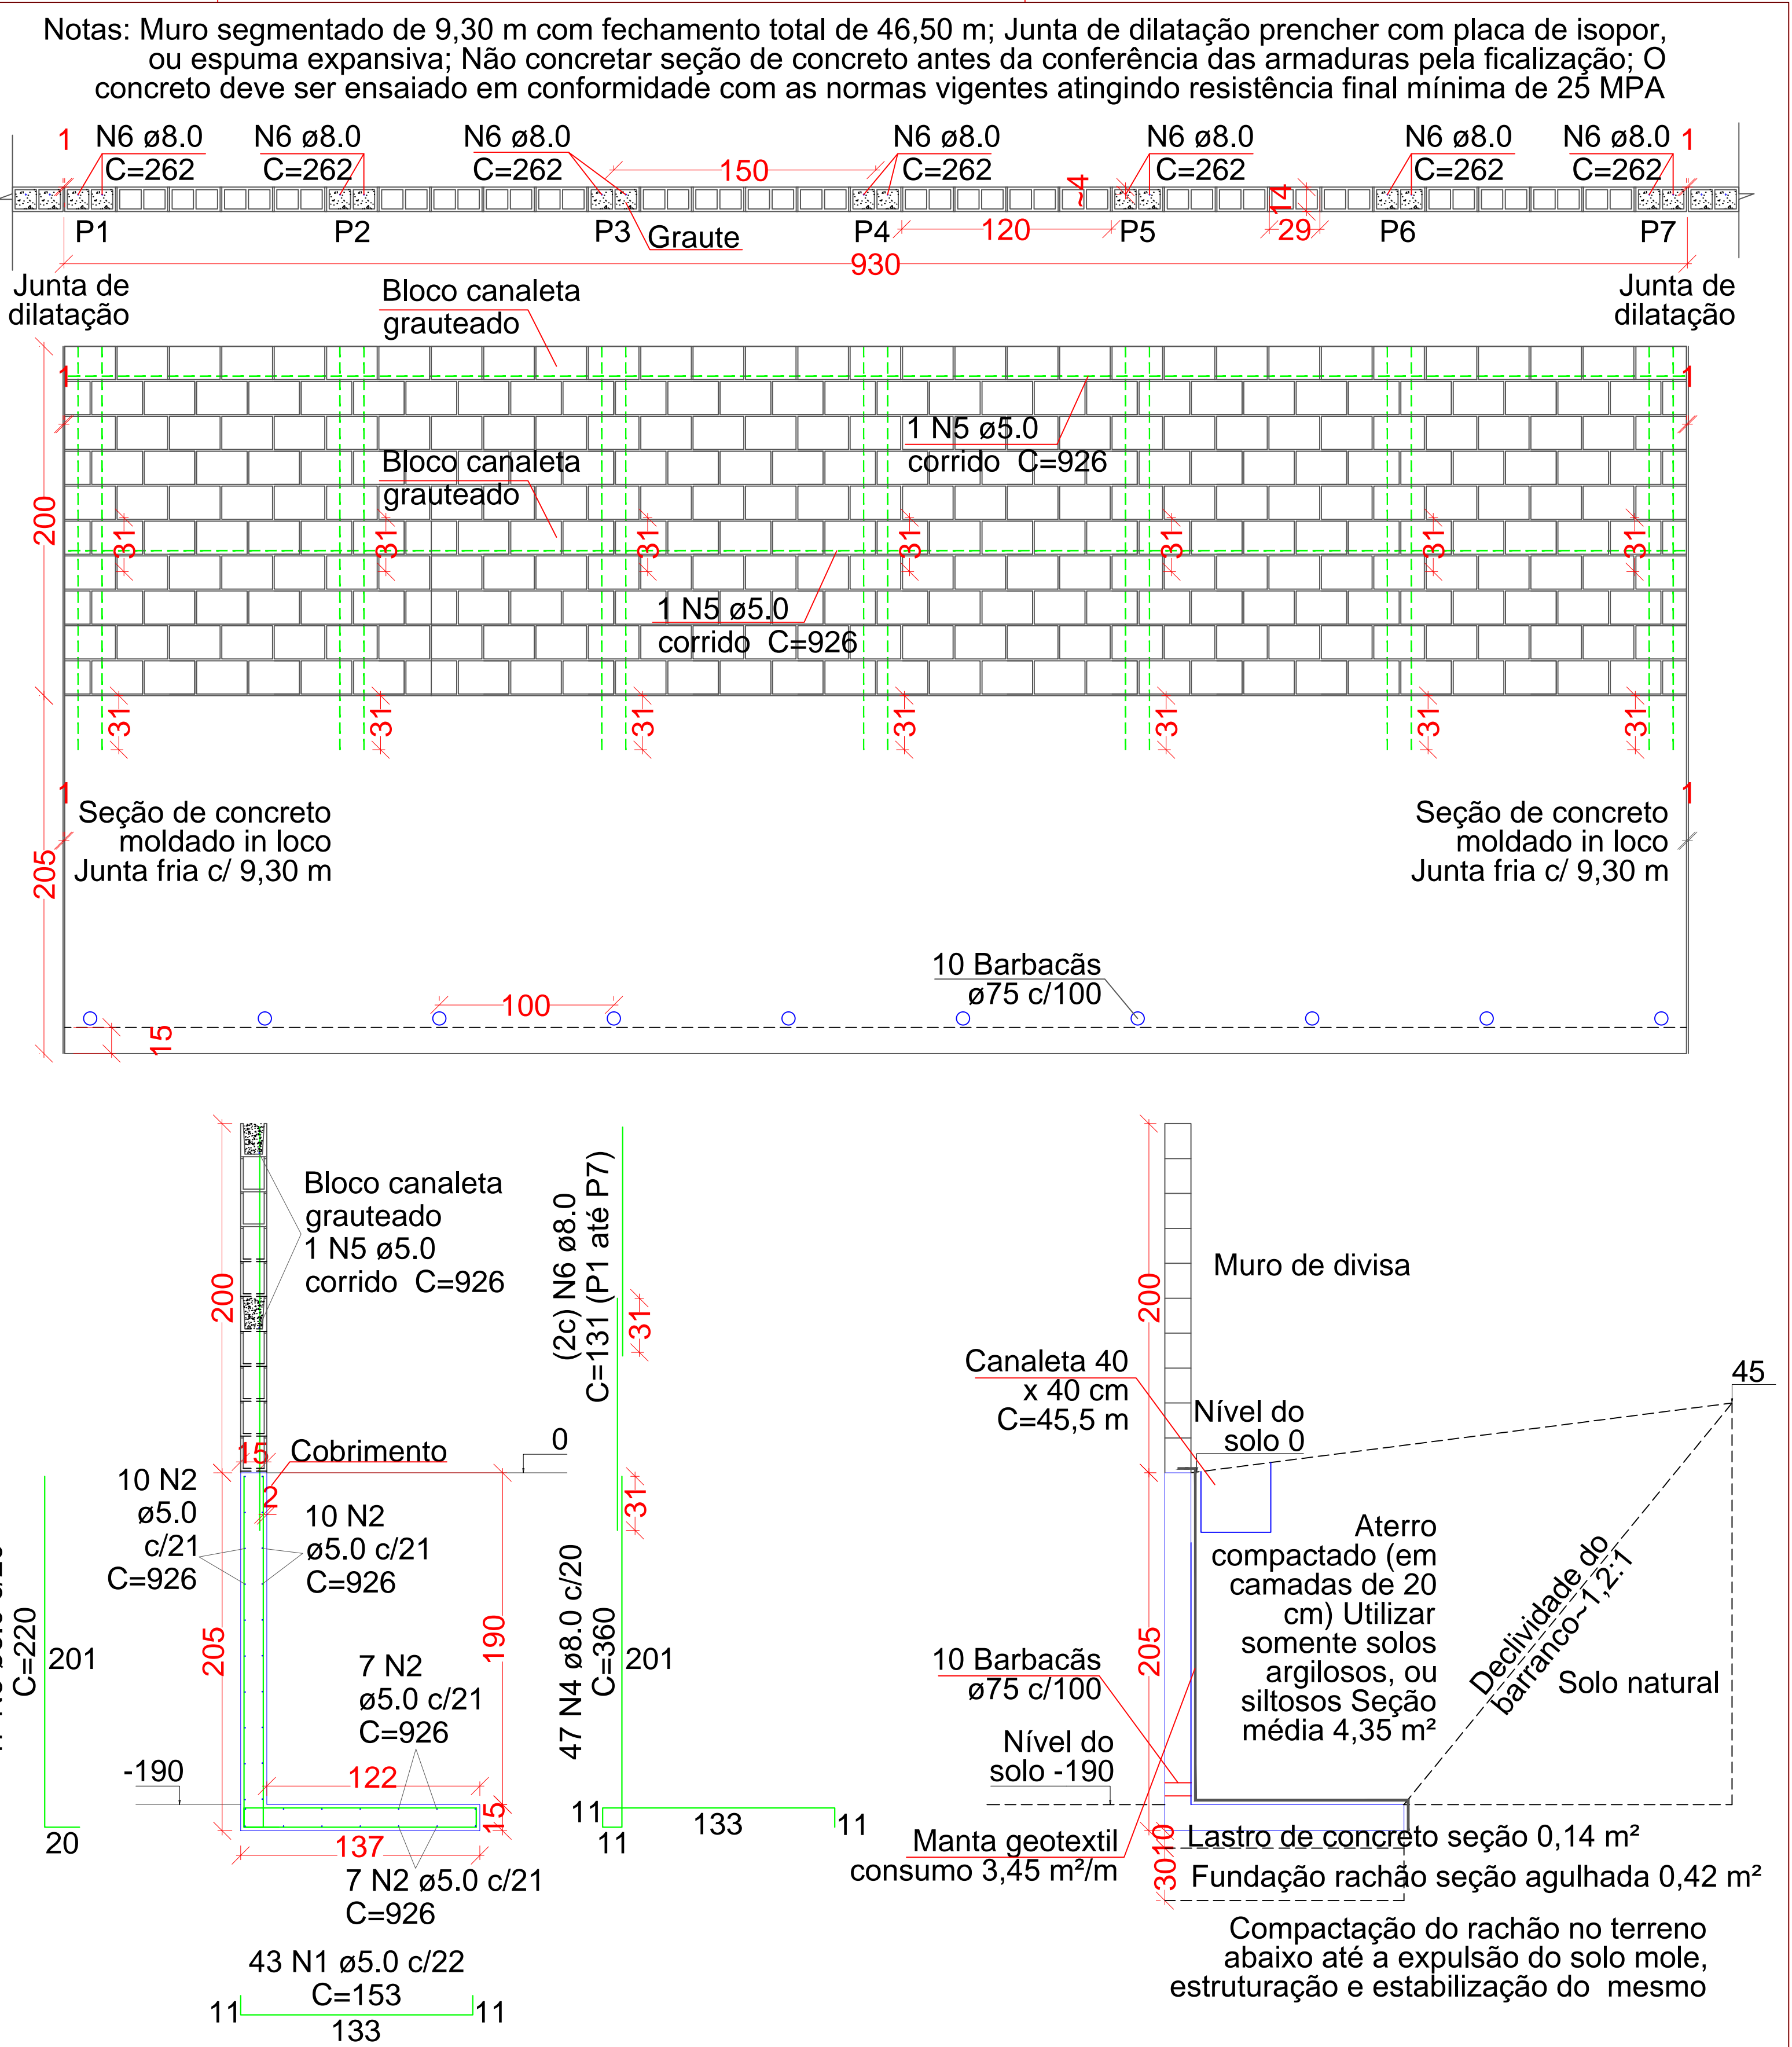 Notas: Muro segmentado de 9,30 m com fechamento total de 46,50 m; Junta de dilatação prencher com placa de isopor,
ou espuma expansiva; Não concretar seção de concreto antes da conferência das armaduras pela ficalização; O
concreto deve ser ensaiado em conformidade com as normas vigentes atingindo resistência final mínima de 25 MPA
1
N6 ø8.0
C=262
N6 ø8.0
C=262
N6 ø8.0
C=262
150
N6 ø8.0
C=262
~4
N6 ø8.0
C=262
14
N6 ø8.0
C=262
N6 ø8.0
C=262
1
P1
P2
P3
Graute
P4
120
P5
29
P6
P7
930
Junta de
dilatação
Junta de
dilatação
Bloco canaleta
grauteado
1
1
1 N5 ø5.0
corrido C=926
Bloco canaleta
grauteado
200
31
31
31
31
31
31
31
1 N5 ø5.0
corrido C=926
31
31
31
31
31
31
31
1
1
Seção de concreto
moldado in loco
Junta fria c/ 9,30 m
Seção de concreto
moldado in loco
Junta fria c/ 9,30 m
205
10 Barbacãs
ø75 c/100
100
15
Bloco canaleta
grauteado
1 N5 ø5.0
corrido C=926
200
(2c) N6 ø8.0
C=131 (P1 até P7)
31
15
Cobrimento
0
2
31
10 N2
ø5.0
c/21
C=926
10 N2
ø5.0 c/21
C=926
C=220
201
205
190
7 N2
ø5.0 c/21
C=926
47 N4 ø8.0 c/20
C=360
201
-190
122
15
20
137
7 N2 ø5.0 c/21
C=926
11
11
133
11
43 N1 ø5.0 c/22
C=153
11
133
11
200
Muro de divisa
Canaleta 40
x 40 cm
C=45,5 m
Nível do
solo 0
45
Aterro
compactado (em
camadas de 20
cm) Utilizar
somente solos
argilosos, ou
siltosos Seção
média 4,35 m²
Declividade do
barranco~1,2:1
Solo natural
205
10 Barbacãs
ø75 c/100
Nível do
solo -190
Manta geotextil
consumo 3,45 m²/m
10
Lastro de concreto seção 0,14 m²
30
Fundação rachão seção agulhada 0,42 m²
Compactação do rachão no terreno
abaixo até a expulsão do solo mole,
estruturação e estabilização do mesmo